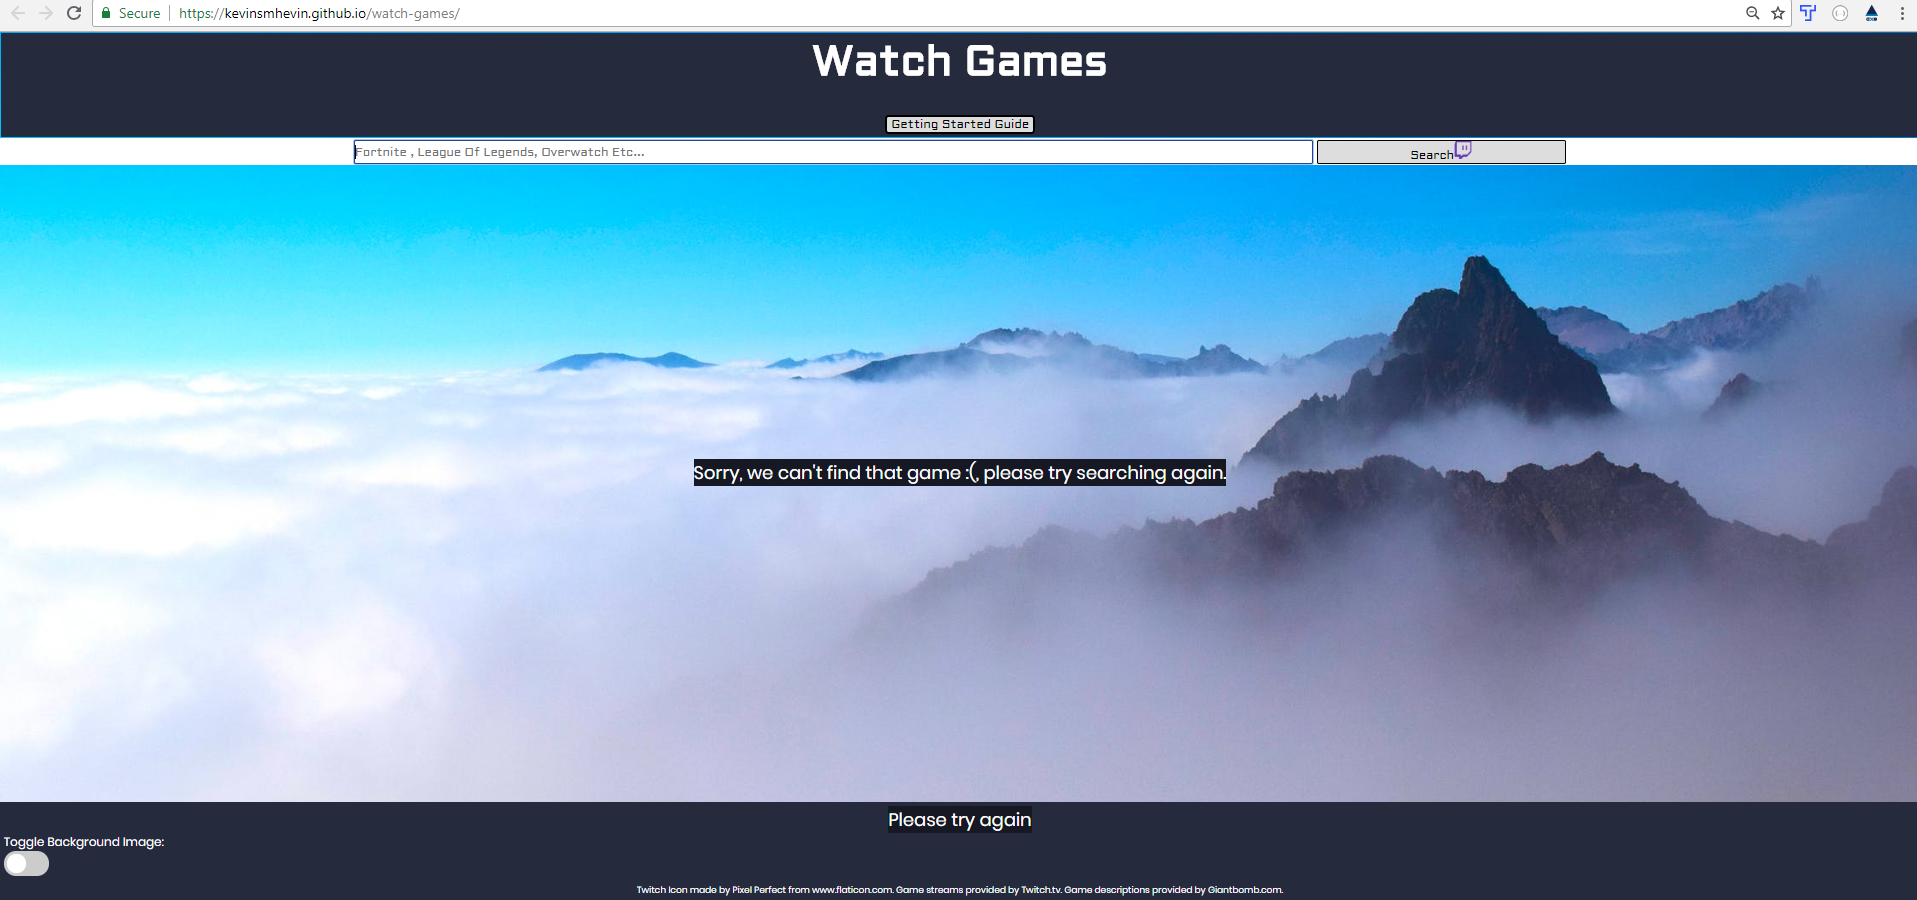 Secure https://kevinsmhevin.github.io/watch-games/
Watch Games
Getting Started Guide
Fortnite , League Of Legends, Overwatch Etc...
Search
Sorry, we can't find that game :(, please try searching again.
Please try again
Toggle Background Image:
Twitch Icon made by Pixel Perfect from www.flaticon.com. Game streams provided by Twitch.tv. Game descriptions provided by Giantbomb.com.